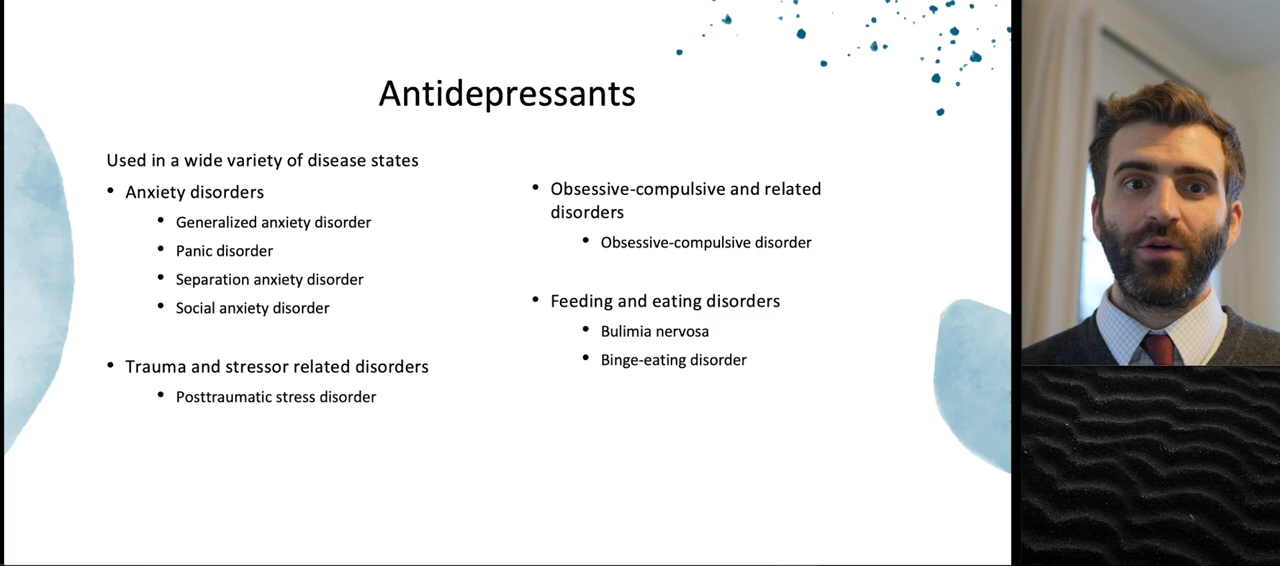 Antidepressants
Used in a wide variety of disease states
• Anxiety disorders
• Generalized anxiety disorder
• Panic disorder
• Separation anxiety disorder
• Social anxiety disorder
• Trauma and stressor related disorders
• Posttraumatic stress disorder
• Obsessive-compulsive and related
disorders
• Obsessive-compulsive disorder
• Feeding and eating disorders
• Bulimia nervosa
• Binge-eating disorder